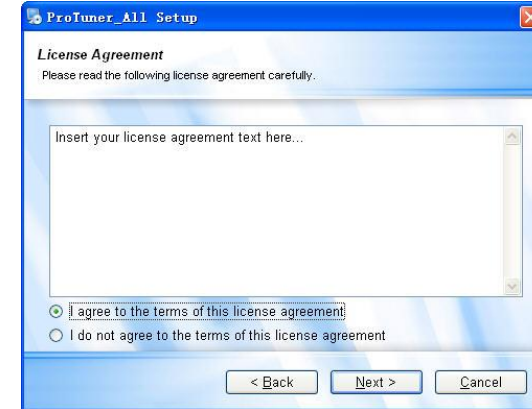 ProTuner_All Setup
License Agreement
Please read the following license agreement carefully.
Insert your license agreement text here...
I agree to the terms of this license agreement
I do not agree to the terms of this license agreement
< Back Next > Cancel